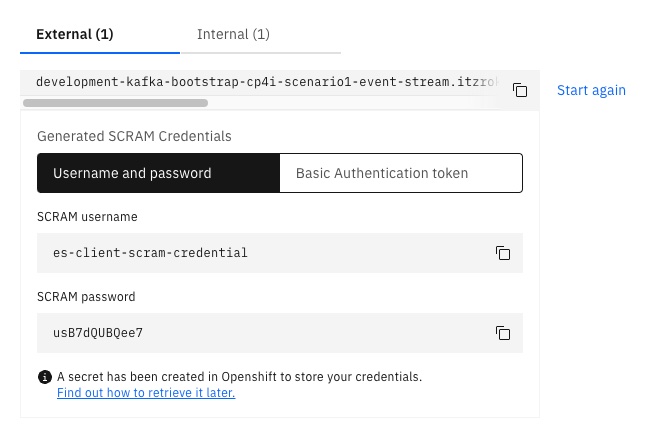 External (1)
Internal (1)
development-kafka-bootstrap-cp4i-scenario1-event-stream.itzro
Start again
Generated SCRAM Credentials
Username and password
Basic Authentication token
SCRAM username
es-client-scram-credential
SCRAM password
usB7dQUBQee7
A secret has been created in Openshift to store your credentials.
Find out how to retrieve it later.